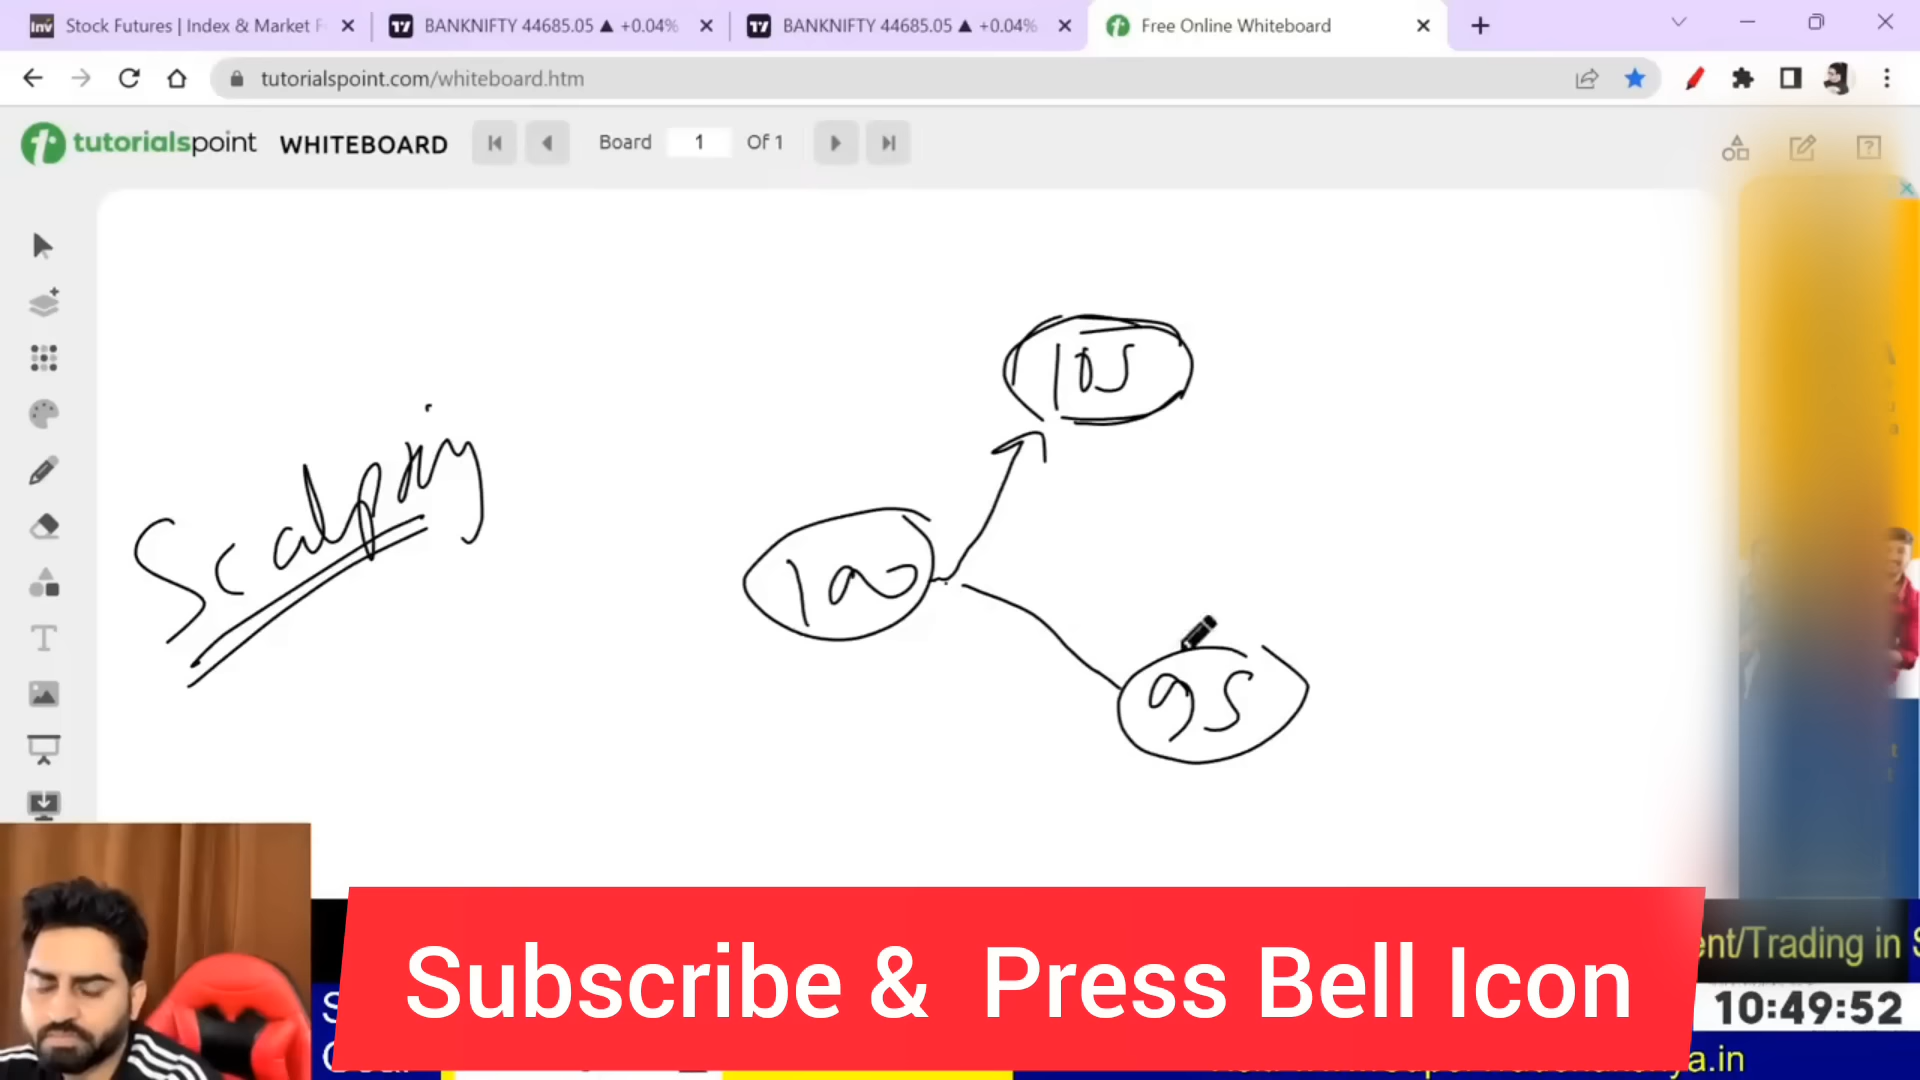 Stock Futures | Index & Market F
BANKNIFTY 44685.05 ▲ +0.04%
BANKNIFTY 44685.05 ▲ +0.04%
Free Online Whiteboard
tutorialspoint.com/whiteboard.htm
tutorialspoint WHITEBOARD Board 1 Of 1
105
Scalping
100
95
ent/Trading in S
Subscribe & Press Bell Icon
10:49:52
ya.in